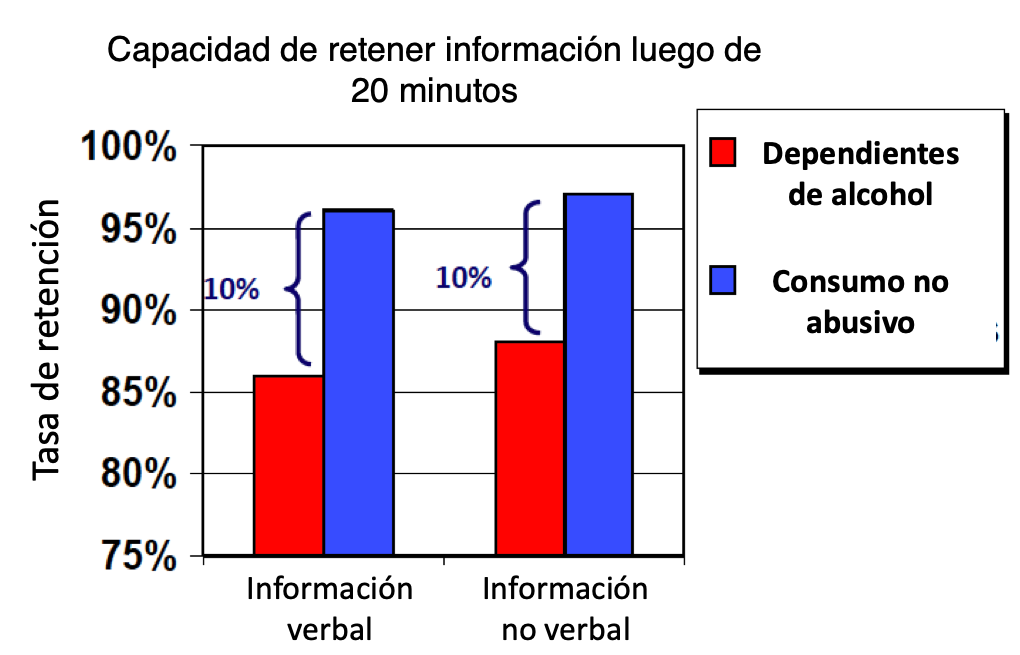 Capacidad de retener información luego de
20 minutos
100%
95%
90%
85%
80%
75%
Tasa de retención
10%
10%
Información
verbal
Información
no verbal
Dependientes
de alcohol
Consumo no
abusivo